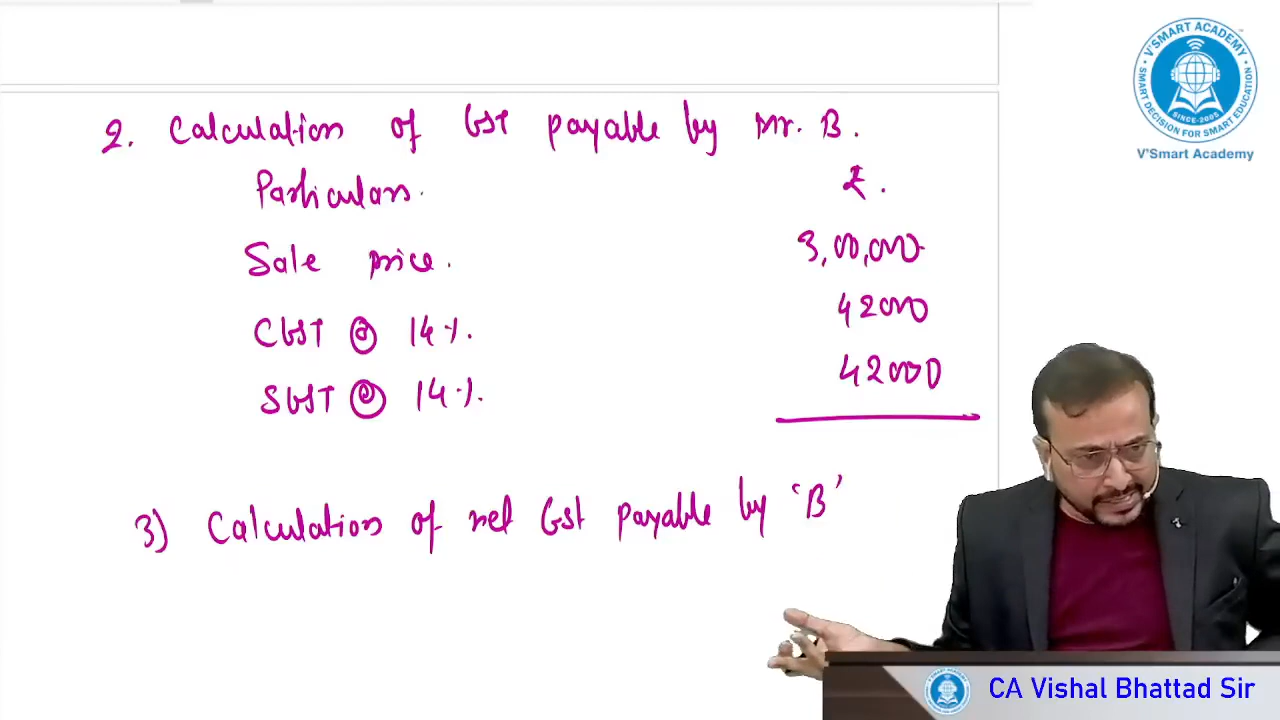 V'SMART ACADEMY
SMART DECISION FOR SMART EDUCATION
SINCE-2005
V'Smart Academy
2. Calculation of GST payable by Mr. B.
Particulars. ₹.
Sale price. 3,00,000
CGST @ 14%. 42000
SGST @ 14%. 42000
3) Calculation of net GST payable by 'B'
CA Vishal Bhattad Sir